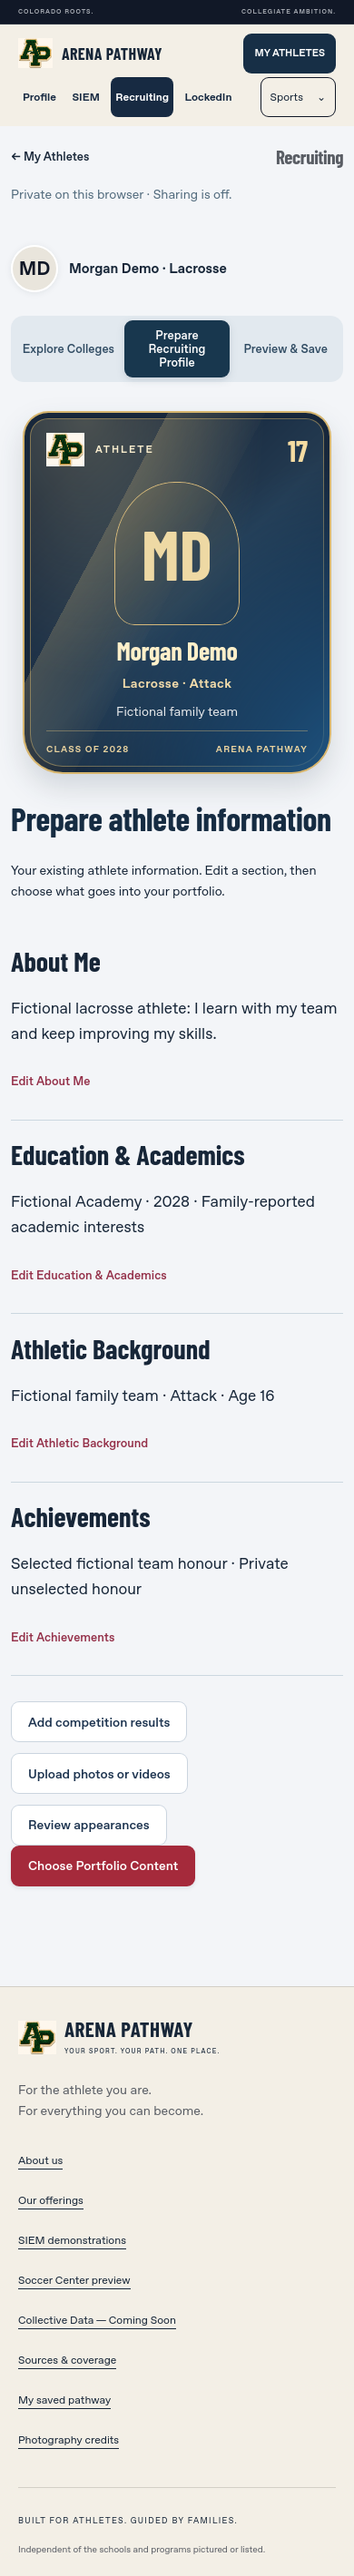 COLORADO ROOTS. COLLEGIATE AMBITION.
AP ARENA PATHWAY MY ATHLETES
Profile SIEM Recruiting LockedIn Sports
← My Athletes Recruiting
Private on this browser · Sharing is off.
MD Morgan Demo · Lacrosse
Explore Colleges
Prepare
Recruiting
Profile
Preview & Save
AP ATHLETE 17
MD
Morgan Demo
Lacrosse · Attack
Fictional family team
CLASS OF 2028 ARENA PATHWAY
Prepare athlete information
Your existing athlete information. Edit a section, then
choose what goes into your portfolio.
About Me
Fictional lacrosse athlete: I learn with my team
and keep improving my skills.
Edit About Me
Education & Academics
Fictional Academy · 2028 · Family-reported
academic interests
Edit Education & Academics
Athletic Background
Fictional family team · Attack · Age 16
Edit Athletic Background
Achievements
Selected fictional team honour · Private
unselected honour
Edit Achievements
Add competition results
Upload photos or videos
Review appearances
Choose Portfolio Content
AP ARENA PATHWAY
YOUR SPORT. YOUR PATH. ONE PLACE.
For the athlete you are.
For everything you can become.
About us
Our offerings
SIEM demonstrations
Soccer Center preview
Collective Data — Coming Soon
Sources & coverage
My saved pathway
Photography credits
BUILT FOR ATHLETES. GUIDED BY FAMILIES.
Independent of the schools and programs pictured or listed.